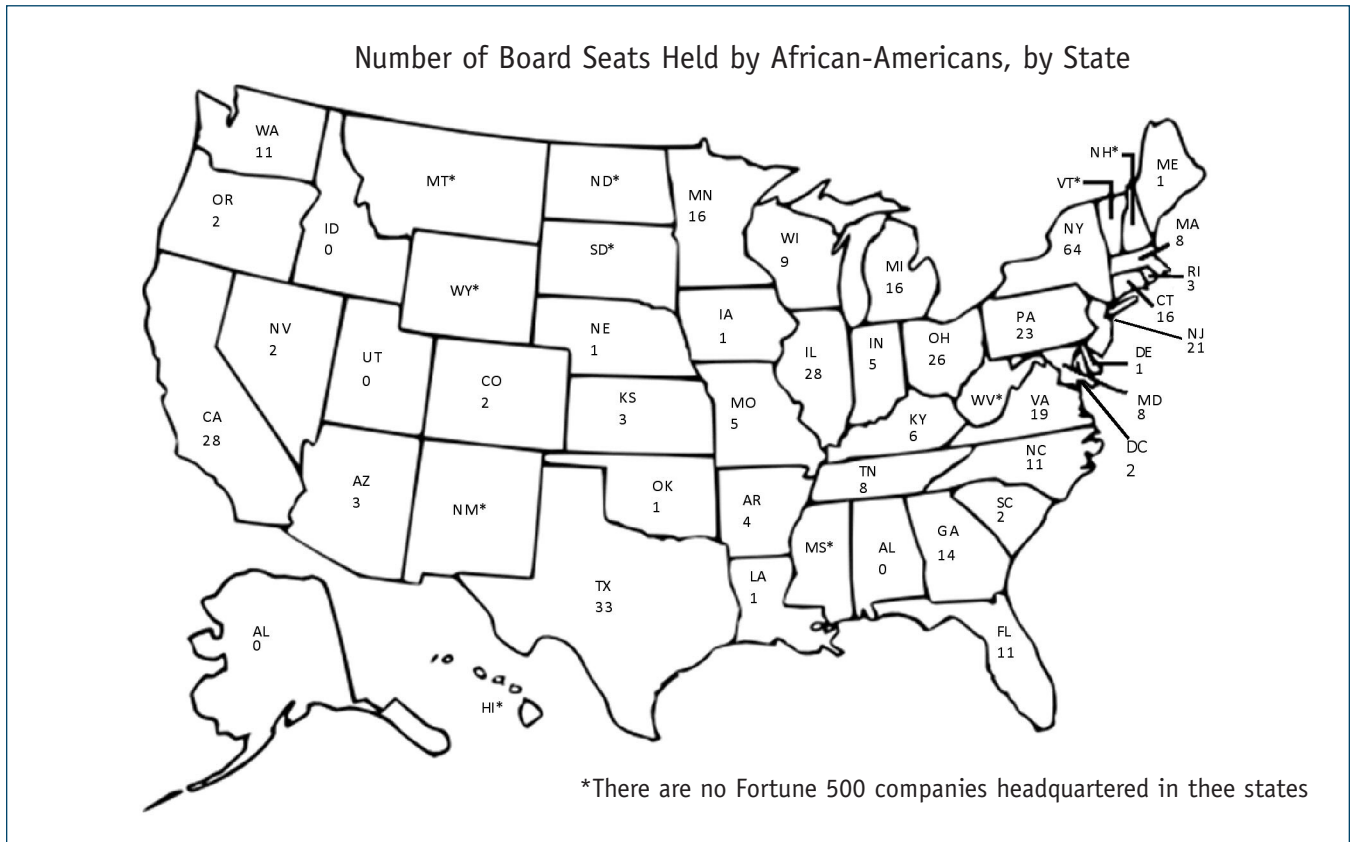 Number of Board Seats Held by African-Americans, by State
WA
11
OR
2
ID
0
MT*
ND*
SD*
WY*
MN
16
WI
9
MI
16
NH*
VT*
ME
1
NY
64
MA
8
RI
3
CT
16
NJ
21
PA
23
DE
1
MD
8
DC
2
NV
2
UT
0
CO
2
NE
1
IA
1
IL
28
IN
5
OH
26
WV*
VA
19
CA
28
KS
3
MO
5
KY
6
NC
11
TN
8
AZ
3
NM*
OK
1
AR
4
SC
2
MS*
AL
0
GA
14
TX
33
LA
1
FL
11
AL
0
HI*
*There are no Fortune 500 companies headquartered in thee states